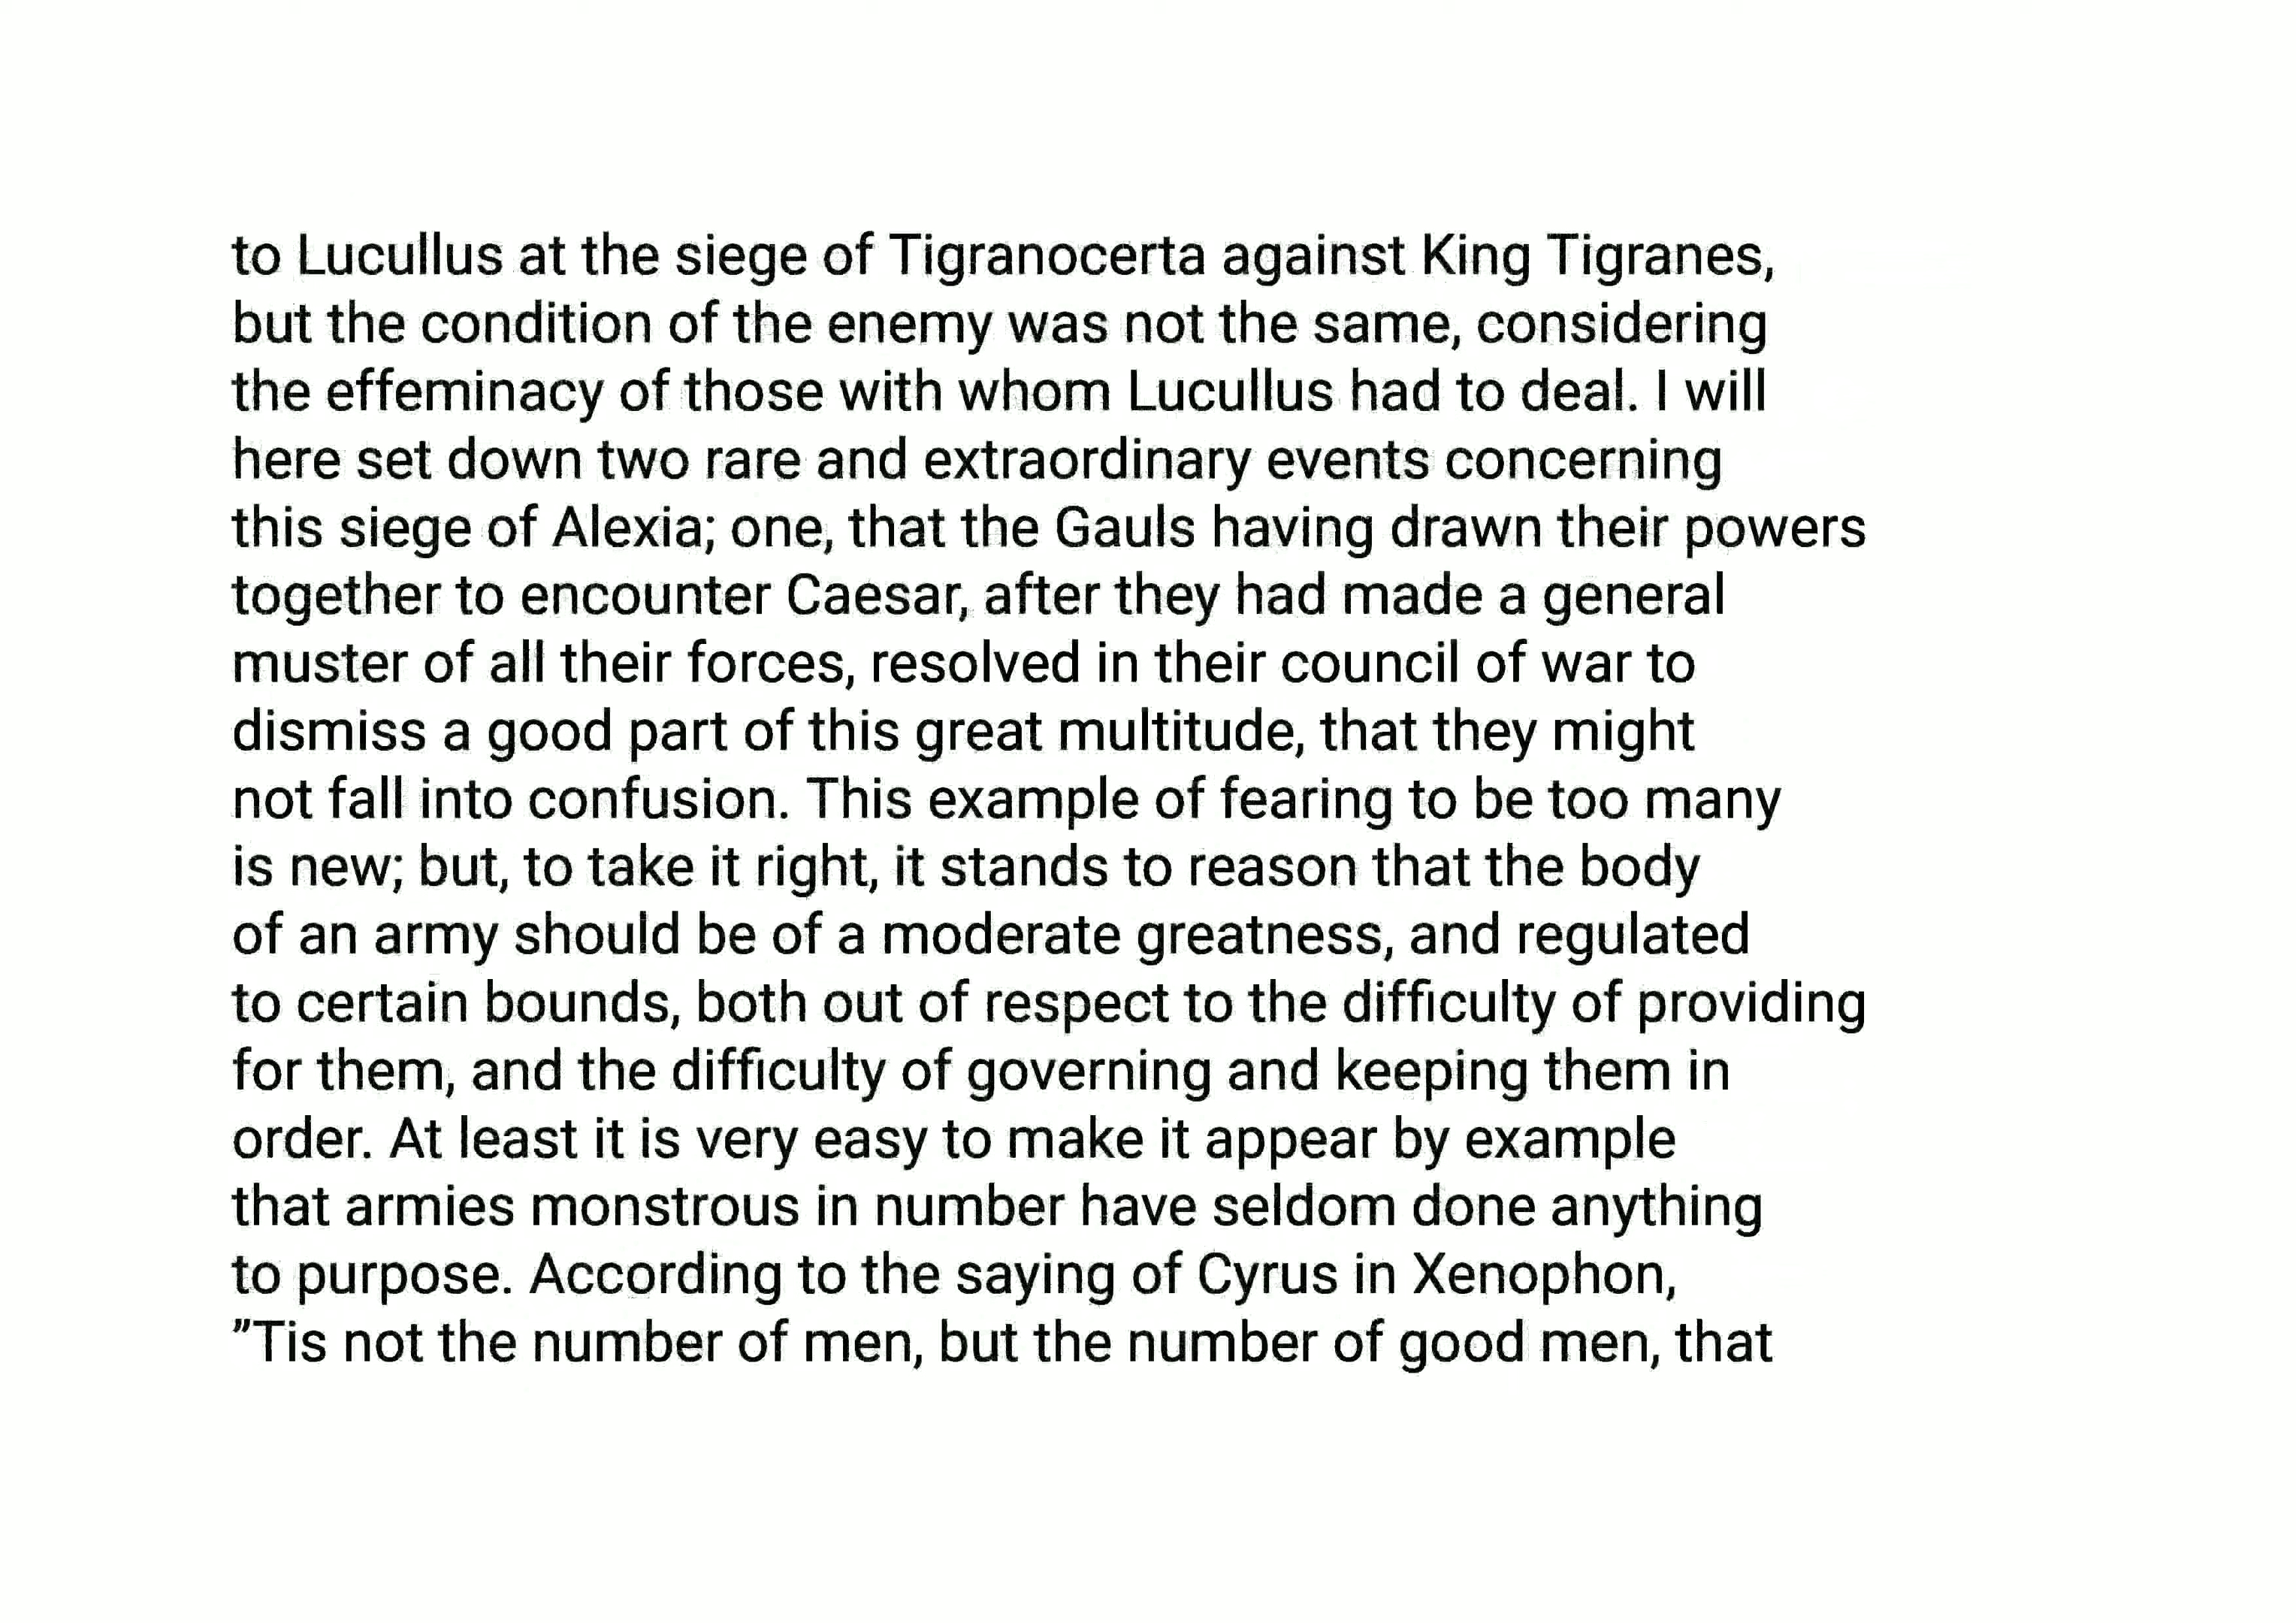 to Lucullus at the siege of Tigranocerta against King Tigranes,
but the condition of the enemy was not the same, considering
the effeminacy of those with whom Lucullus had to deal. I will
here set down two rare and extraordinary events concerning
this siege of Alexia; one, that the Gauls having drawn their powers
together to encounter Caesar, after they had made a general
muster of all their forces, resolved in their council of war to
dismiss a good part of this great multitude, that they might
not fall into confusion. This example of fearing to be too many
is new; but, to take it right, it stands to reason that the body
of an army should be of a moderate greatness, and regulated
to certain bounds, both out of respect to the difficulty of providing
for them, and the difficulty of governing and keeping them in
order. At least it is very easy to make it appear by example
that armies monstrous in number have seldom done anything
to purpose. According to the saying of Cyrus in Xenophon,
”Tis not the number of men, but the number of good men, that